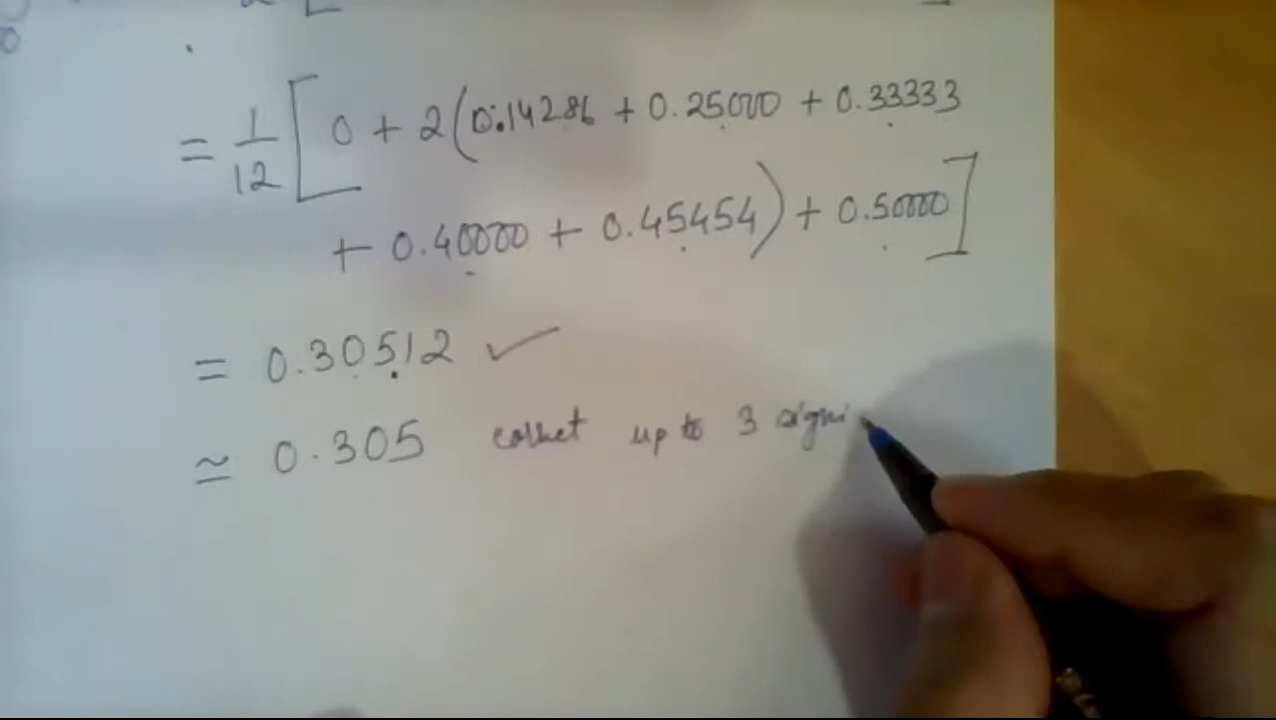 = 1/12 [ 0 + 2(0.14286 + 0.25000 + 0.33333
+ 0.40000 + 0.45454) + 0.50000 ]
= 0.30512 ✓
≃ 0.305 correct up to 3 signi